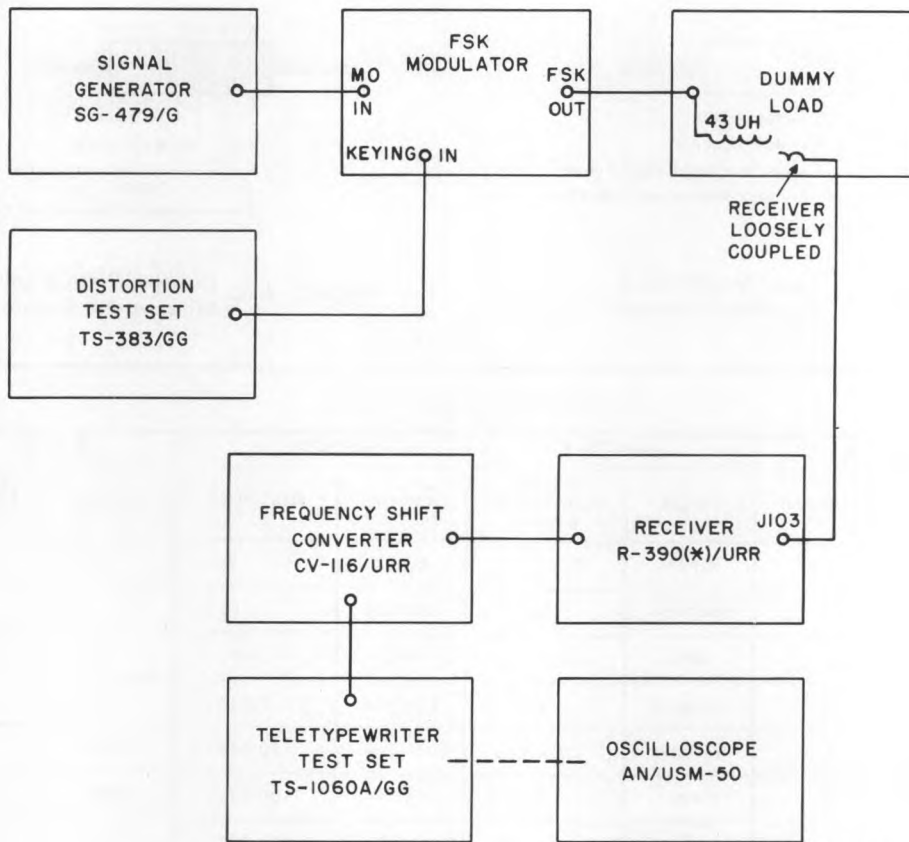 SIGNAL
GENERATOR
SG-479/G
FSK
MODULATOR
MO
IN
FSK
OUT
KEYING IN
DUMMY
LOAD
43 UH
RECEIVER
LOOSELY
COUPLED
DISTORTION
TEST SET
TS-383/GG
FREQUENCY SHIFT
CONVERTER
CV-116/URR
RECEIVER
R-390(*)/URR
J103
TELETYPEWRITER
TEST SET
TS-1060A/GG
OSCILLOSCOPE
AN/USM-50